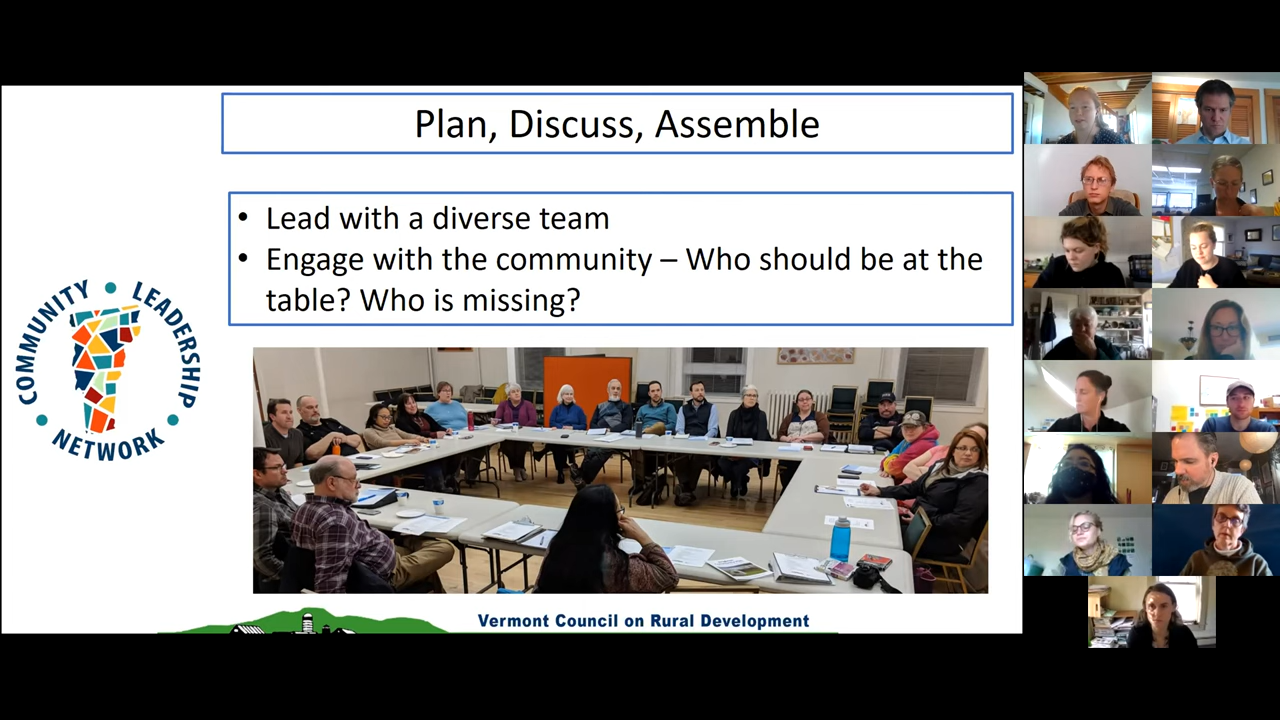 Plan, Discuss, Assemble
• Lead with a diverse team
• Engage with the community – Who should be at the
table? Who is missing?
COMMUNITY • LEADERSHIP
• NETWORK •
Vermont Council on Rural Development